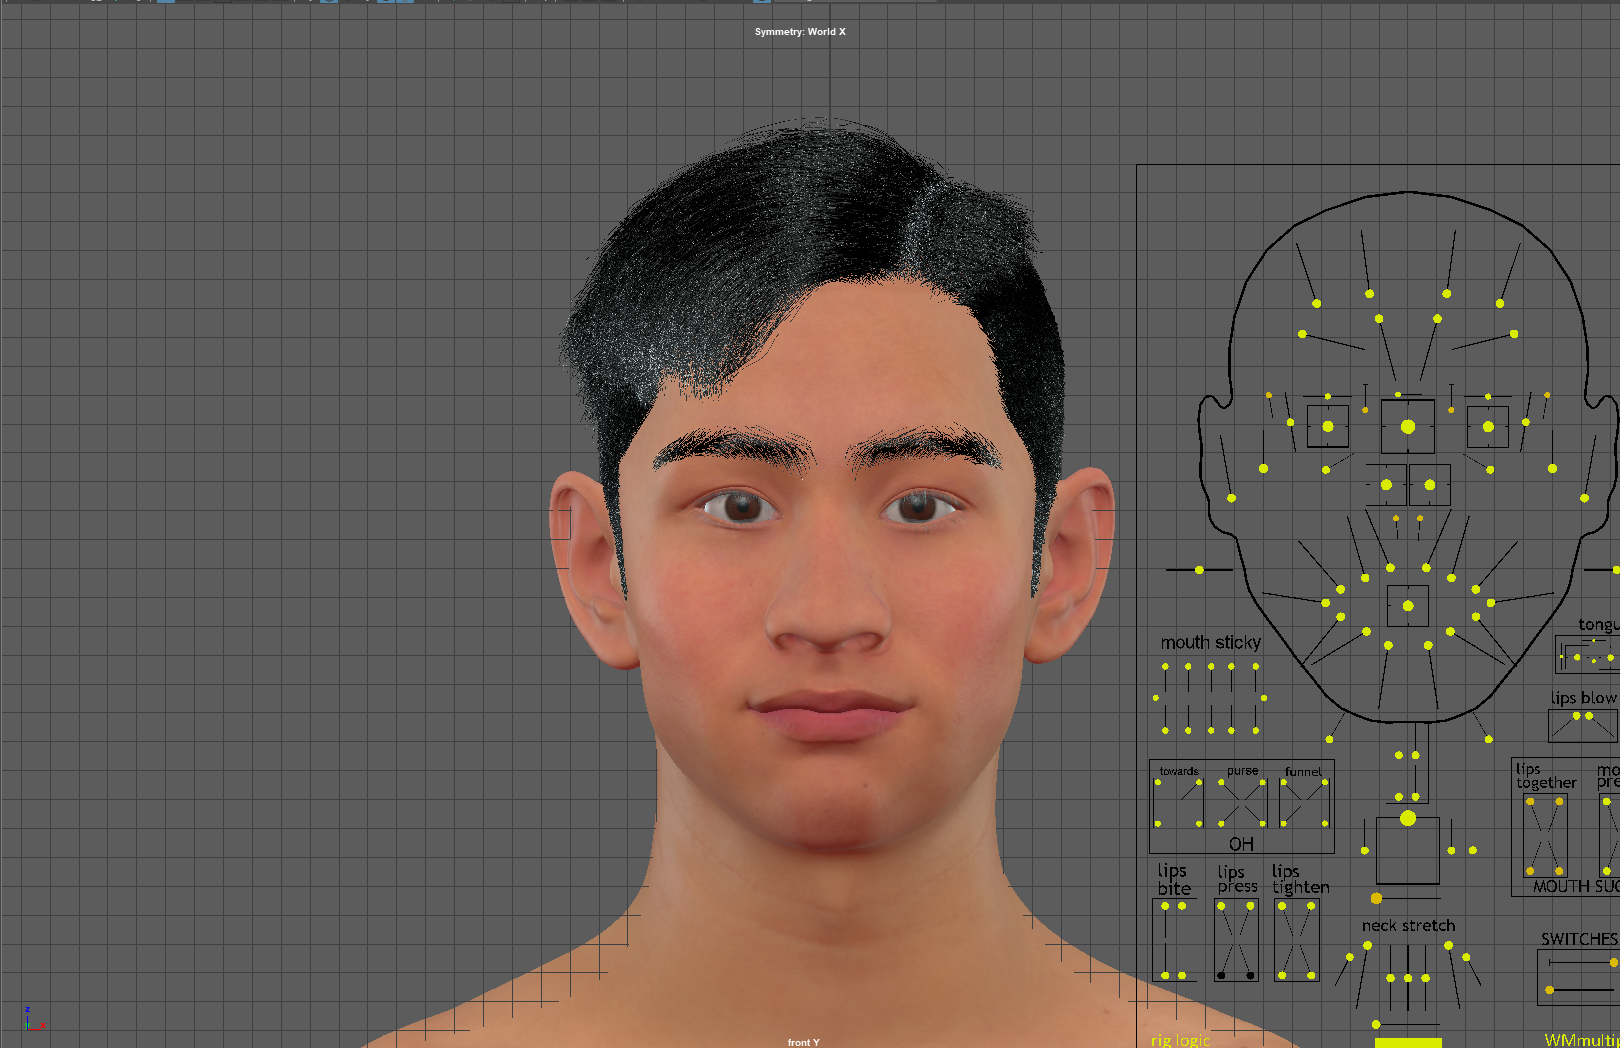 Symmetry: World X
mouth sticky
tongu
lips blow
towards
purse
funnel
OH
lips
together
mo
pre
MOUTH SUC
lips
bite
lips
press
lips
tighten
neck stretch
SWITCHES
rig logic
WMmultip
front Y
z
x